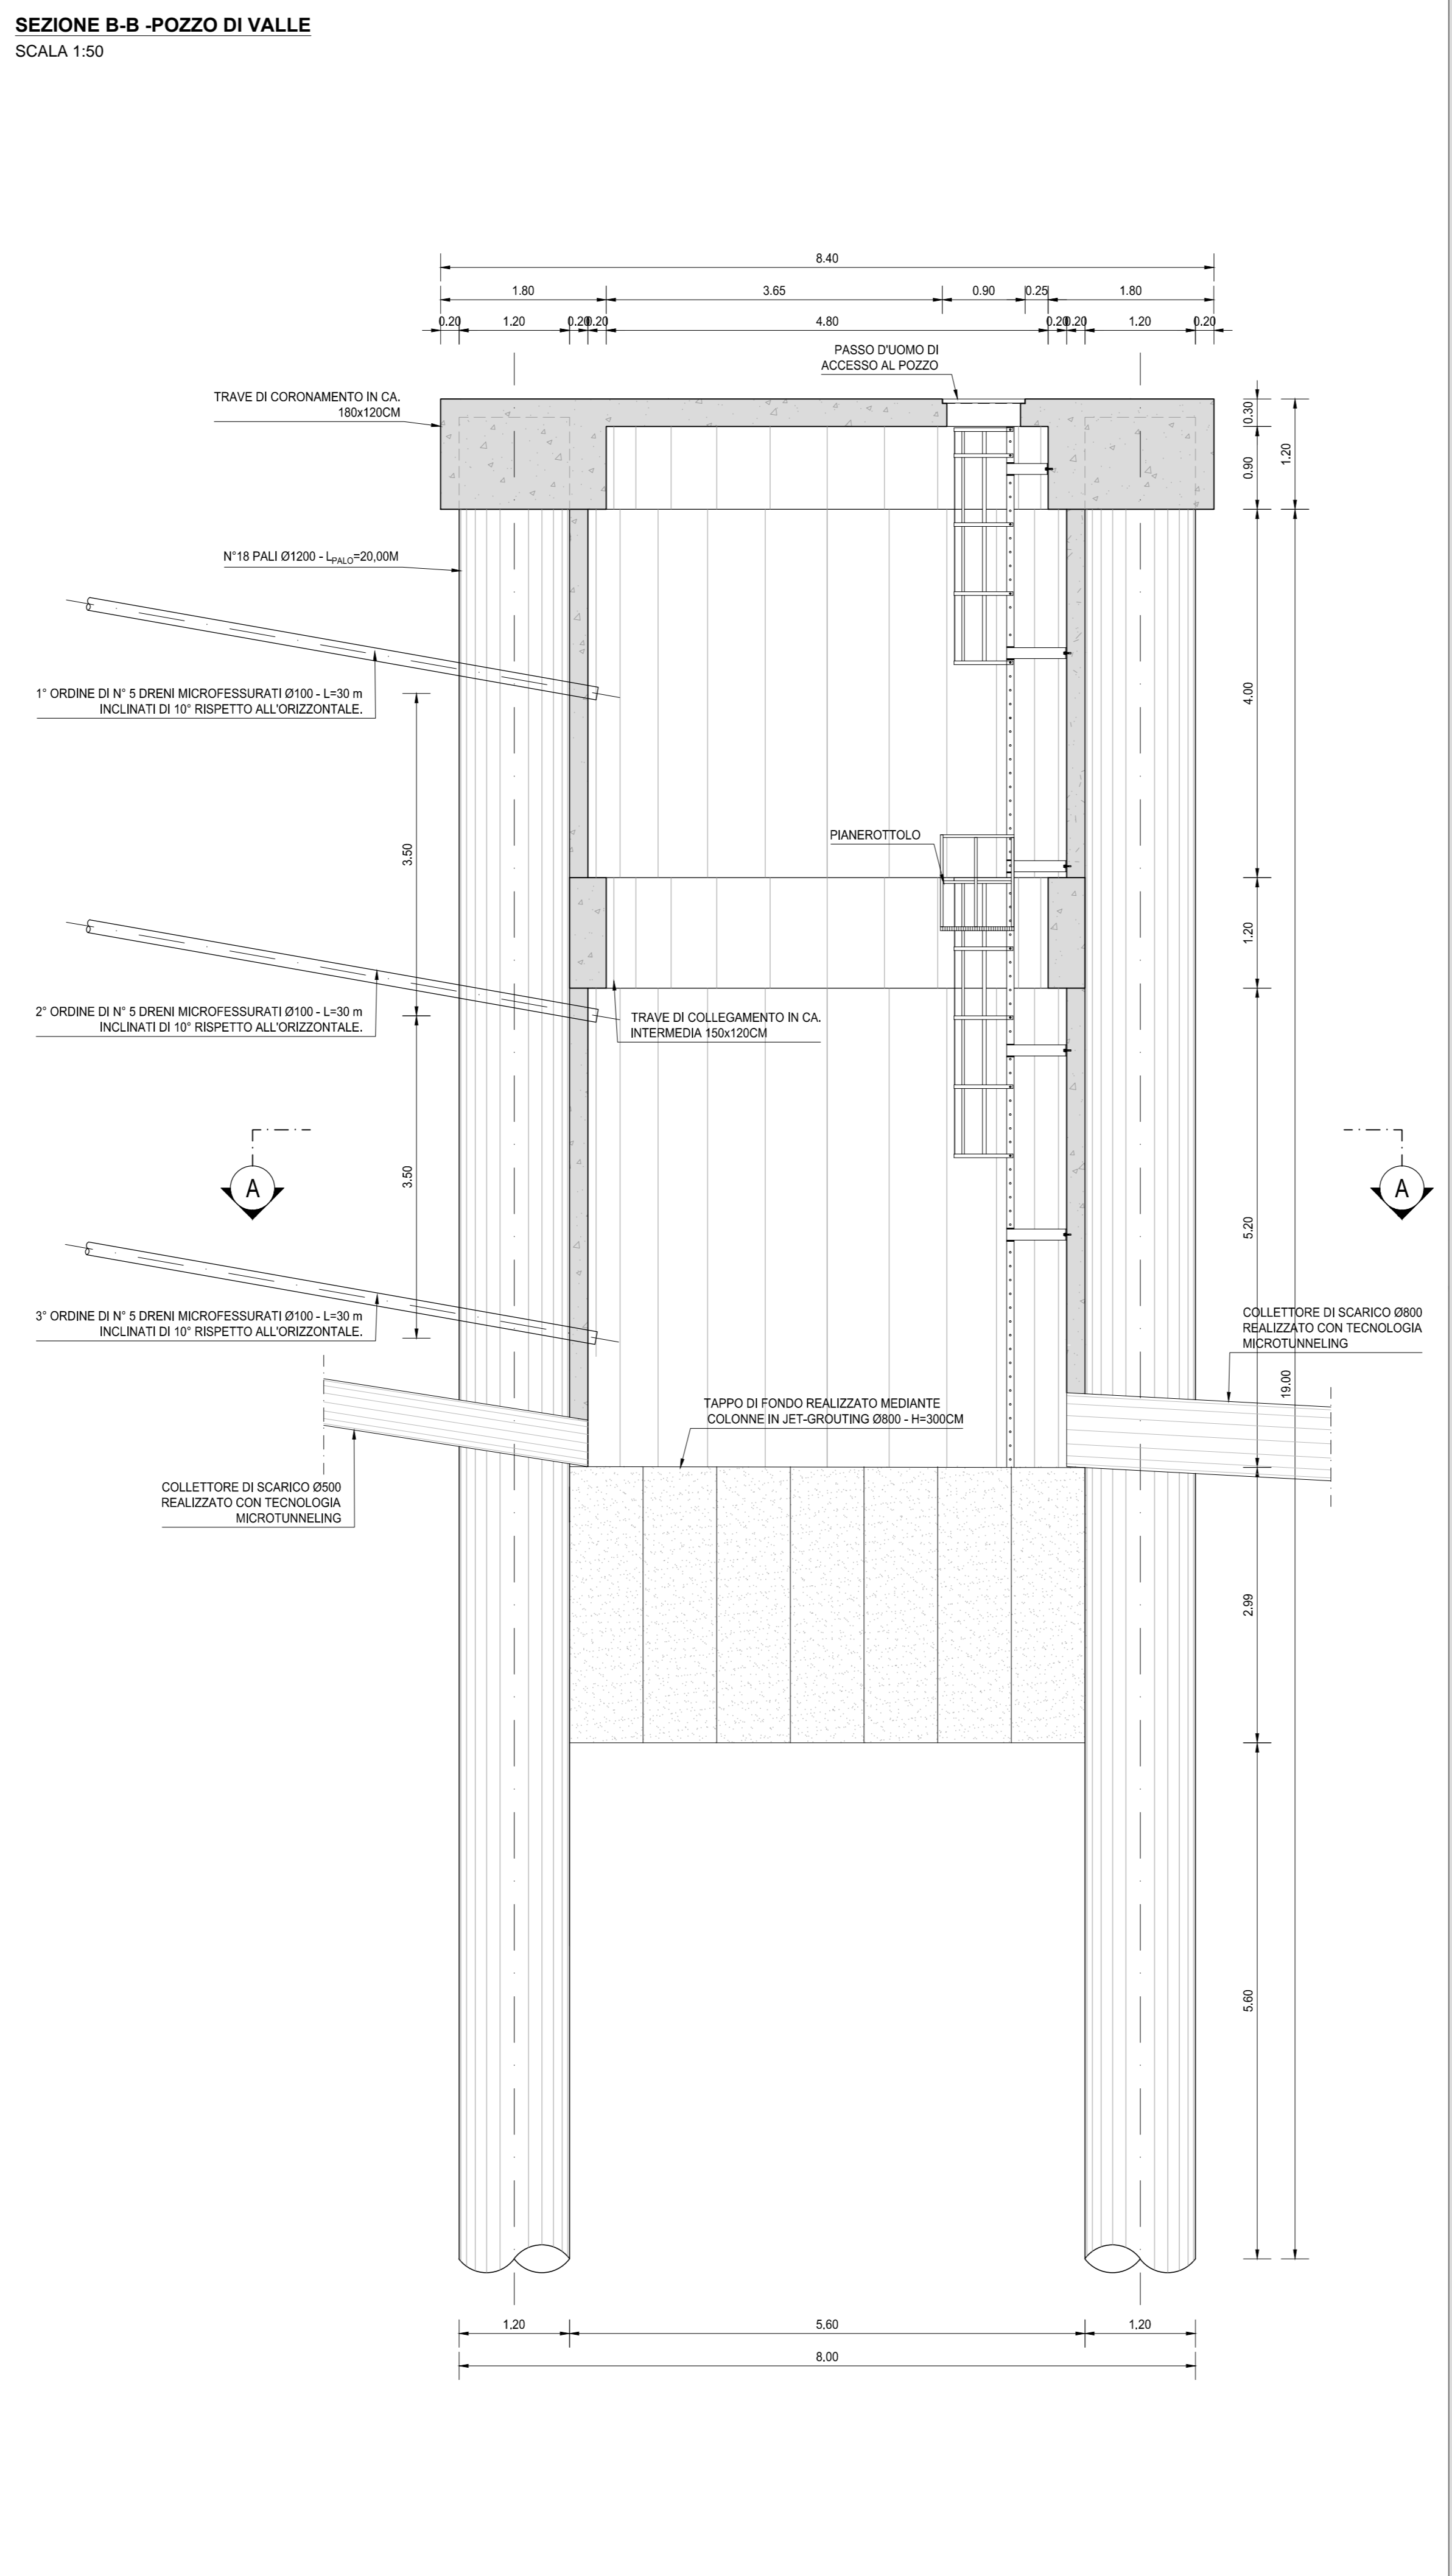 SEZIONE B-B -POZZO DI VALLE
SCALA 1:50
8.40
1.80
3.65
0.90
0.25
1.80
0.20
1.20
0.20
0.20
4.80
0.20
0.20
1.20
0.20
PASSO D'UOMO DI
ACCESSO AL POZZO
TRAVE DI CORONAMENTO IN CA.
180x120CM
0.30
0.90
1.20
N°18 PALI Ø1200 - LPALO=20,00M
1° ORDINE DI N° 5 DRENI MICROFESSURATI Ø100 - L=30 m
INCLINATI DI 10° RISPETTO ALL'ORIZZONTALE.
4.00
3.50
PIANEROTTOLO
1.20
2° ORDINE DI N° 5 DRENI MICROFESSURATI Ø100 - L=30 m
INCLINATI DI 10° RISPETTO ALL'ORIZZONTALE.
TRAVE DI COLLEGAMENTO IN CA.
INTERMEDIA 150x120CM
3.50
A
A
5.20
3° ORDINE DI N° 5 DRENI MICROFESSURATI Ø100 - L=30 m
INCLINATI DI 10° RISPETTO ALL'ORIZZONTALE.
COLLETTORE DI SCARICO Ø800
REALIZZATO CON TECNOLOGIA
MICROTUNNELING
19.00
TAPPO DI FONDO REALIZZATO MEDIANTE
COLONNE IN JET-GROUTING Ø800 - H=300CM
COLLETTORE DI SCARICO Ø500
REALIZZATO CON TECNOLOGIA
MICROTUNNELING
2.99
5.60
1.20
5.60
1.20
8.00